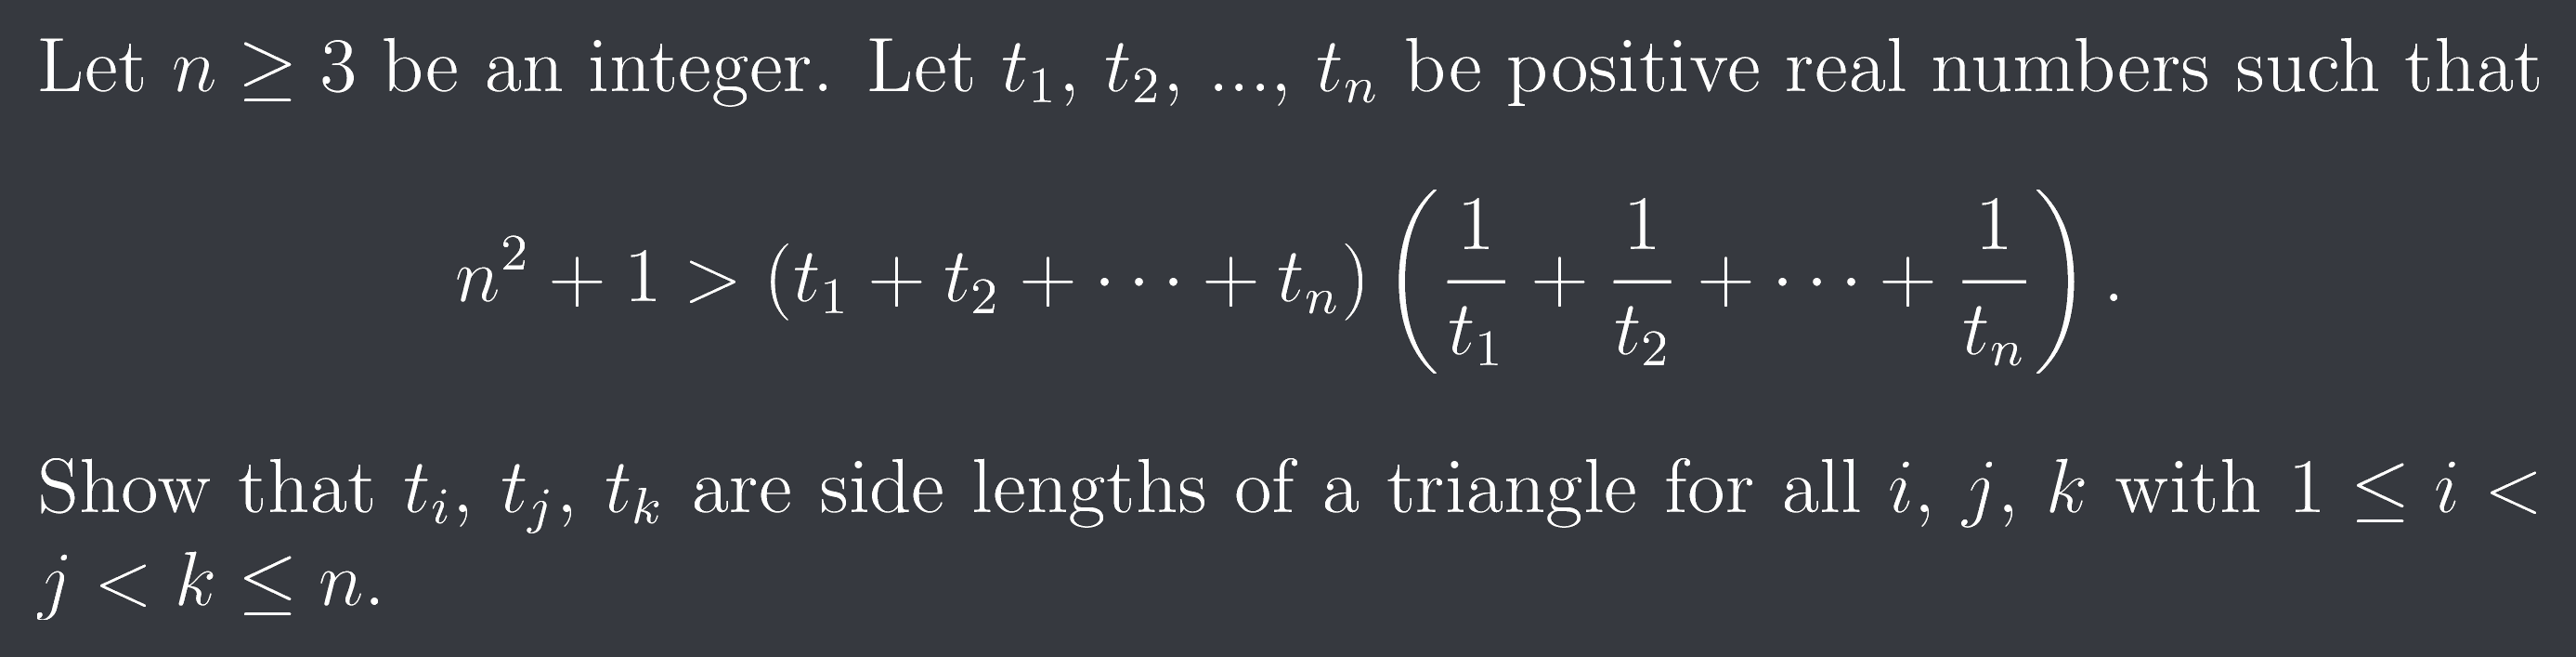 Let n ≥ 3 be an integer. Let t₁, t₂, ..., tₙ be positive real numbers such that
n² + 1 > (t₁ + t₂ + ⋯ + tₙ) (1/t₁ + 1/t₂ + ⋯ + 1/tₙ).
Show that tᵢ, tⱼ, tₖ are side lengths of a triangle for all i, j, k with 1 ≤ i <
j < k ≤ n.